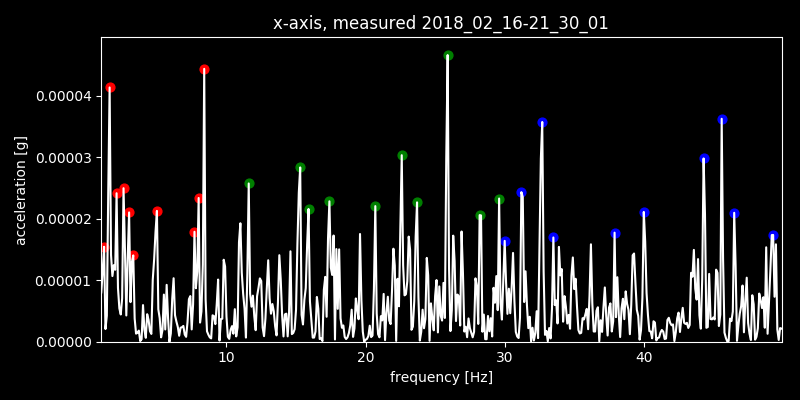 x-axis, measured 2018_02_16-21_30_01
acceleration [g]
0.00004
0.00003
0.00002
0.00001
0.00000
10 20 30 40
frequency [Hz]